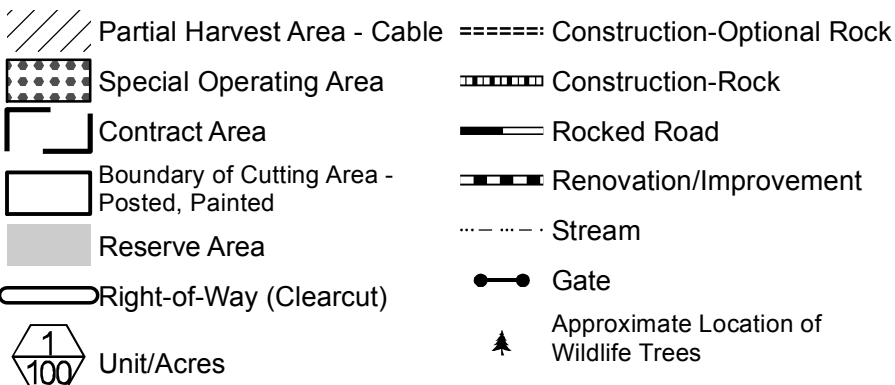 Partial Harvest Area - Cable
Special Operating Area
Contract Area
Boundary of Cutting Area -
Posted, Painted
Reserve Area
Right-of-Way (Clearcut)
1
100
Unit/Acres
Construction-Optional Rock
Construction-Rock
Rocked Road
Renovation/Improvement
Stream
Gate
Approximate Location of
Wildlife Trees